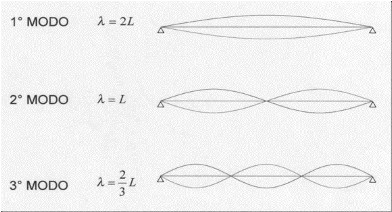 1° MODO λ = 2L
2° MODO λ = L
3° MODO λ = 2/3 L